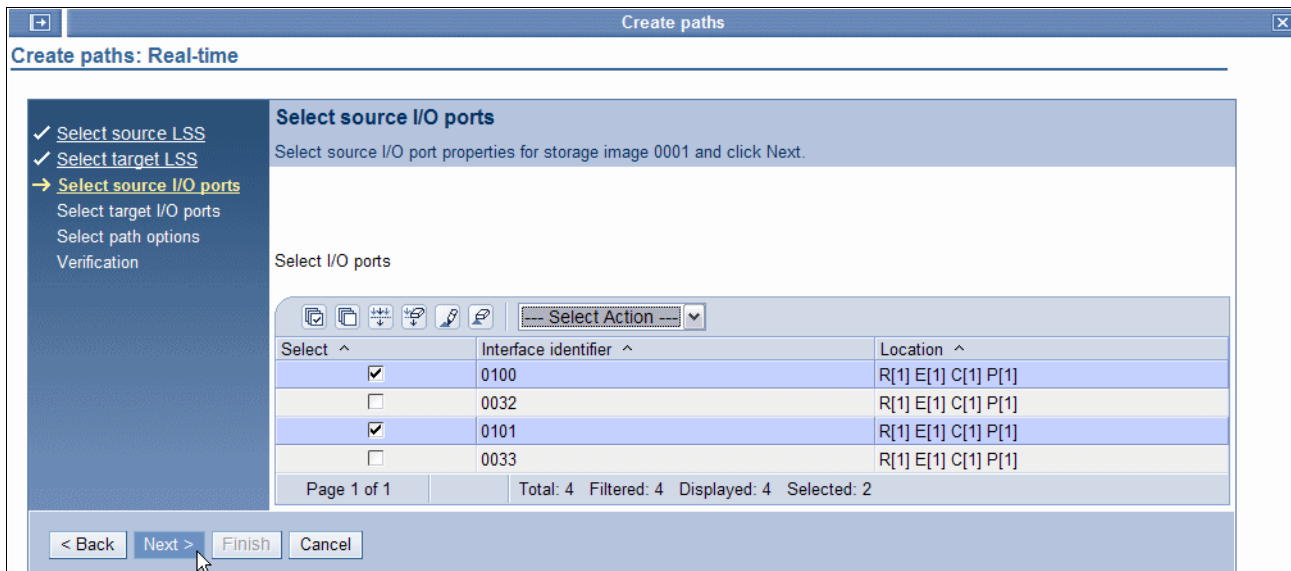 Create paths
Create paths: Real-time
Select source LSS
Select target LSS
Select source I/O ports
Select target I/O ports
Select path options
Verification
Select source I/O ports
Select source I/O port properties for storage image 0001 and click Next.
Select I/O ports
--- Select Action ---
Select Interface identifier Location
0100 R[1] E[1] C[1] P[1]
0032 R[1] E[1] C[1] P[1]
0101 R[1] E[1] C[1] P[1]
0033 R[1] E[1] C[1] P[1]
Page 1 of 1 Total: 4 Filtered: 4 Displayed: 4 Selected: 2
< Back Next > Finish Cancel